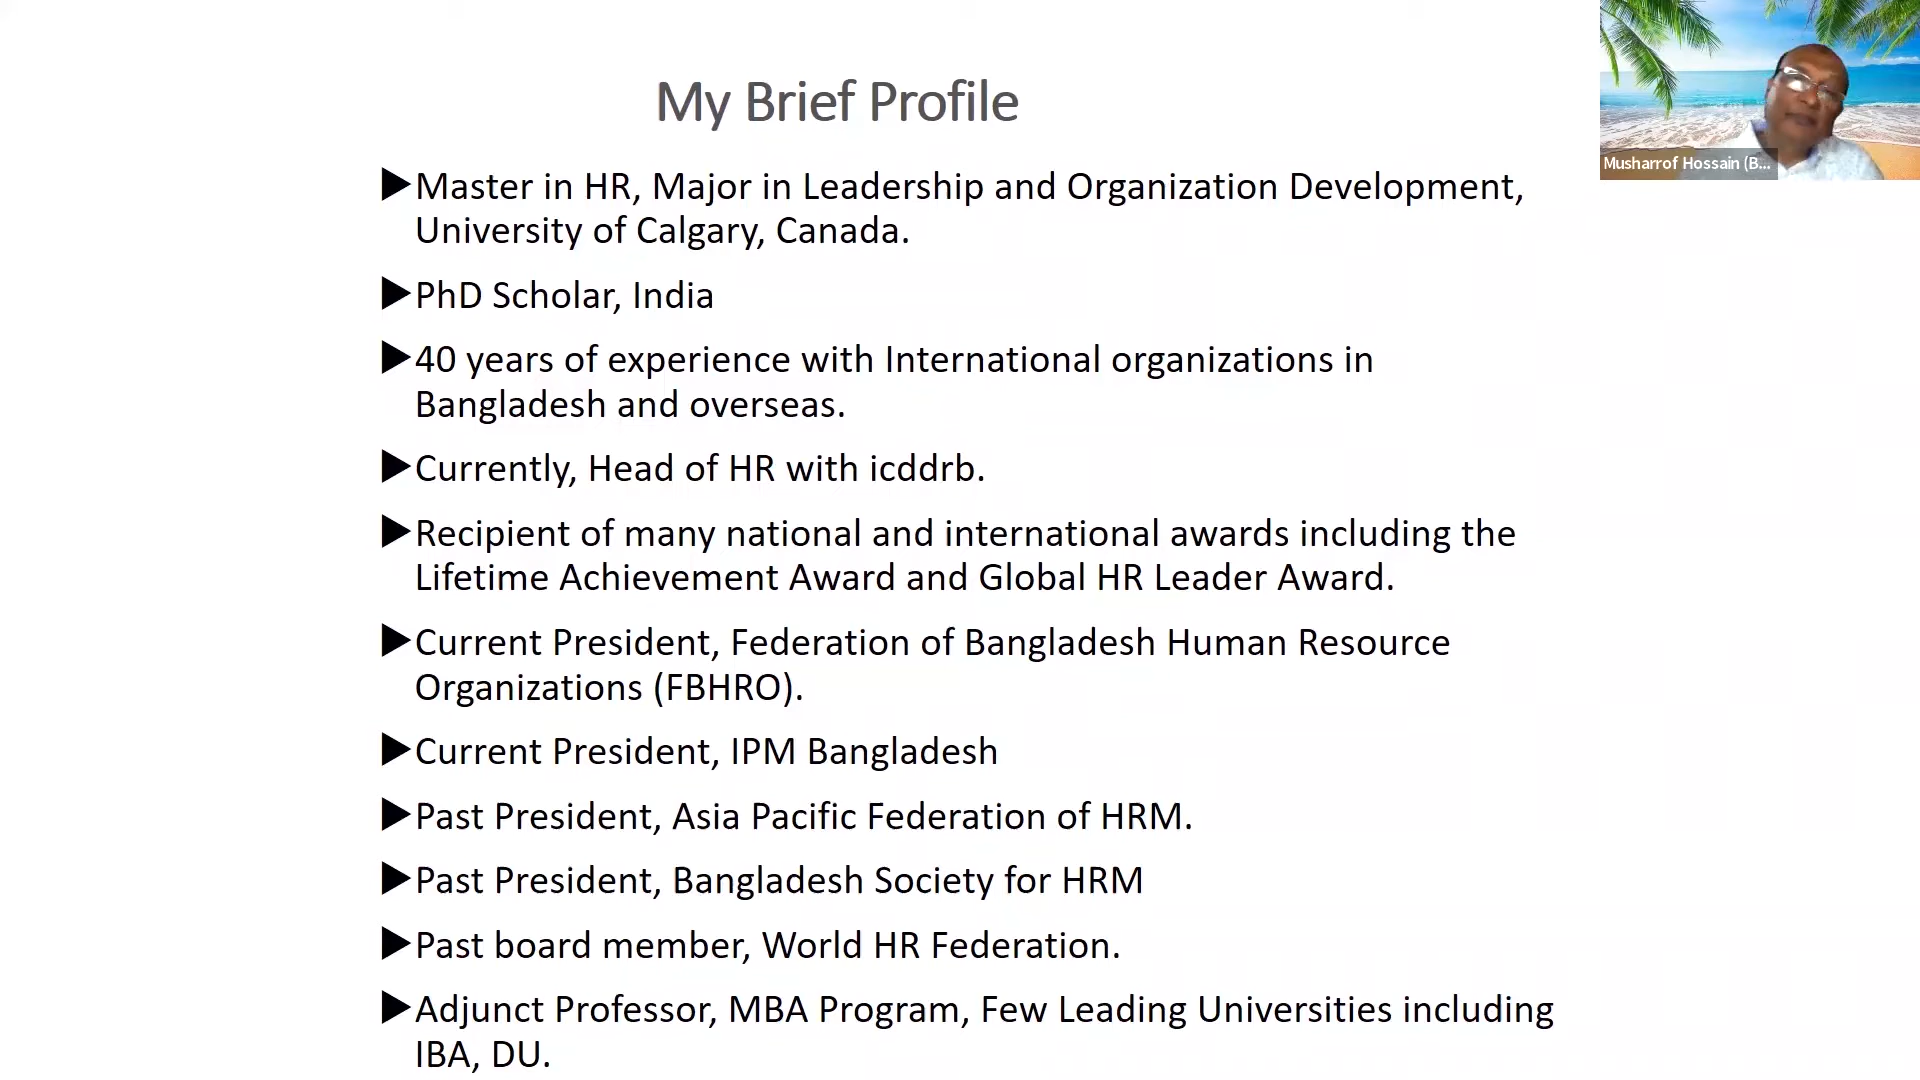 My Brief Profile
Musharrof Hossain (B...
▶Master in HR, Major in Leadership and Organization Development,
University of Calgary, Canada.
▶PhD Scholar, India
▶40 years of experience with International organizations in
Bangladesh and overseas.
▶Currently, Head of HR with icddrb.
▶Recipient of many national and international awards including the
Lifetime Achievement Award and Global HR Leader Award.
▶Current President, Federation of Bangladesh Human Resource
Organizations (FBHRO).
▶Current President, IPM Bangladesh
▶Past President, Asia Pacific Federation of HRM.
▶Past President, Bangladesh Society for HRM
▶Past board member, World HR Federation.
▶Adjunct Professor, MBA Program, Few Leading Universities including
IBA, DU.